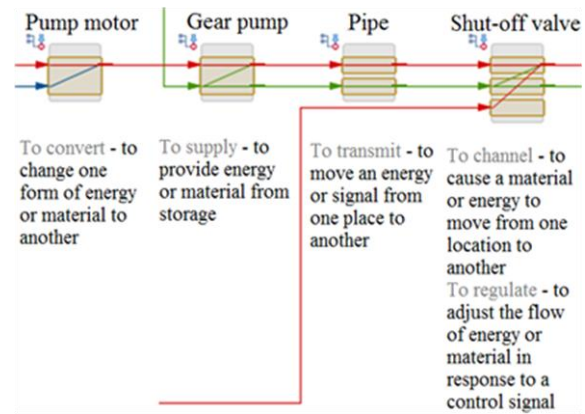 Pump motor
Gear pump
Pipe
Shut-off valve
To convert - to
change one
form of energy
or material to
another
To supply - to
provide energy
or material from
storage
To transmit - to
move an energy
or signal from
one place to
another
To channel - to
cause a material
or energy to
move from one
location to
another
To regulate - to
adjust the flow
of energy or
material in
response to a
control signal